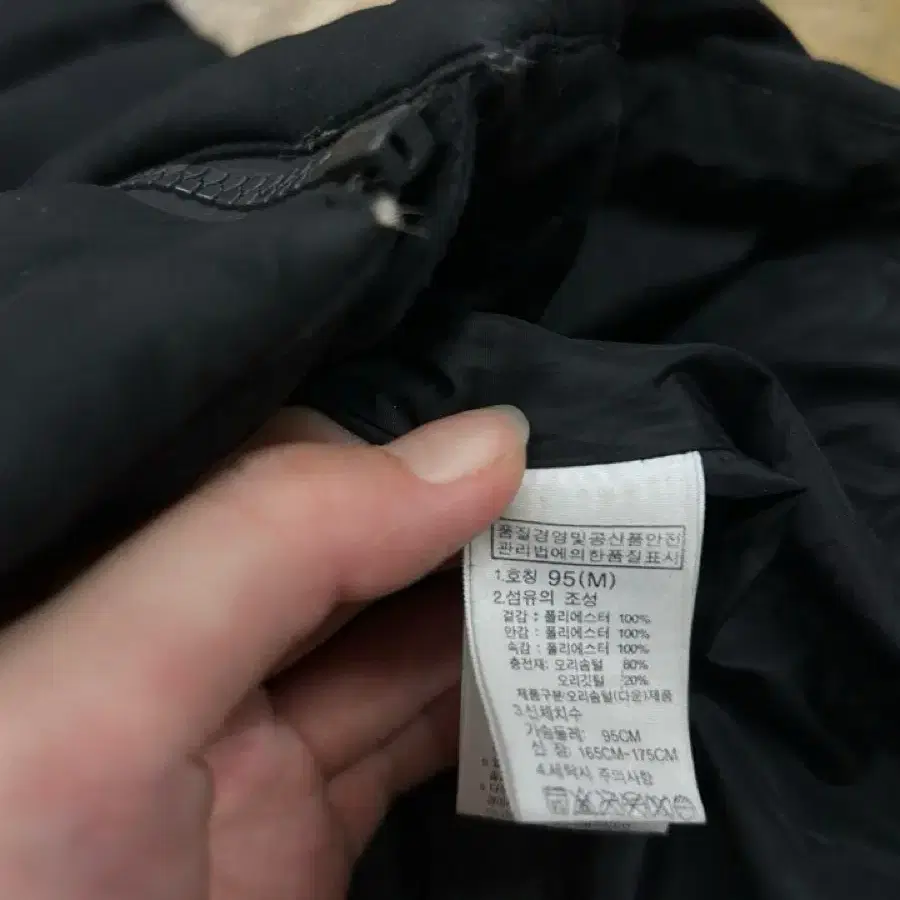 품질경영및공산품안전
관리법에의한품질표시
1.호칭 95(M)
2.섬유의 조성
겉감 : 폴리에스터 100%
안감 : 폴리에스터 100%
속감 : 폴리에스터 100%
충전재: 오리솜털 80%
오리깃털 20%
제품구분:오리솜털(다운)제품
3.신체치수
가슴둘레: 95CM
신 장: 165CM-175CM
4.세탁시 주의사항